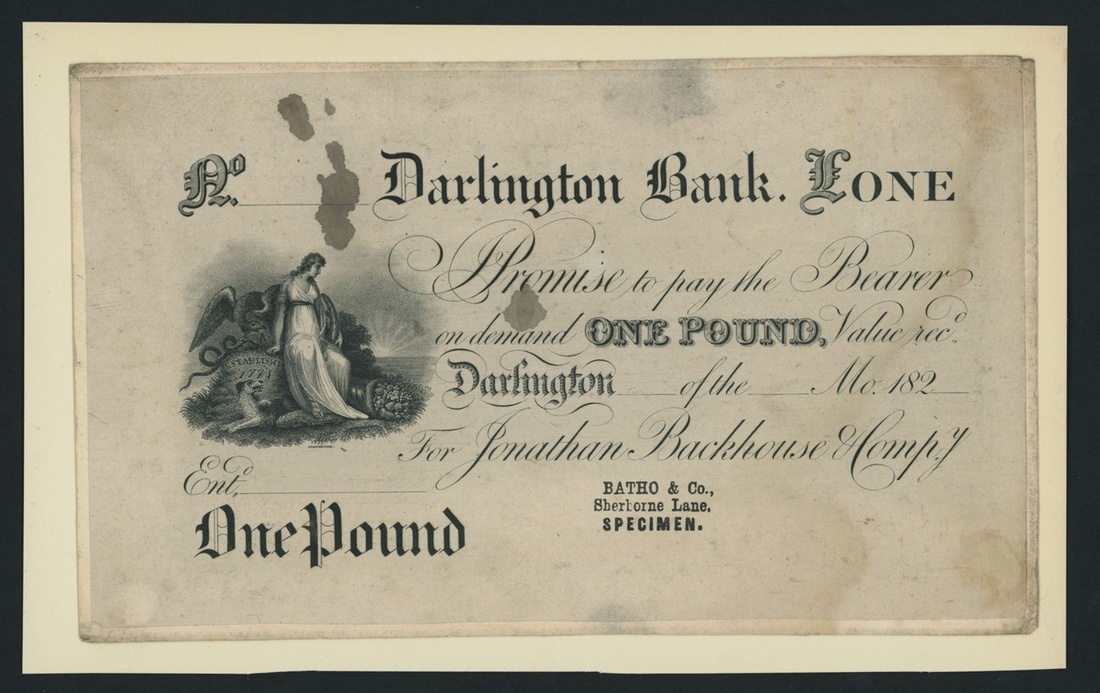 No. Darlington Bank. £ONE
I Promise to pay the Bearer
on demand ONE POUND, Value recd.
Darlington of the Mo. 182
For Jonathan Backhouse & Compy
ESTABLISHD
1774
Entd.
One Pound
BATHO & Co.,
Sherborne Lane.
SPECIMEN.